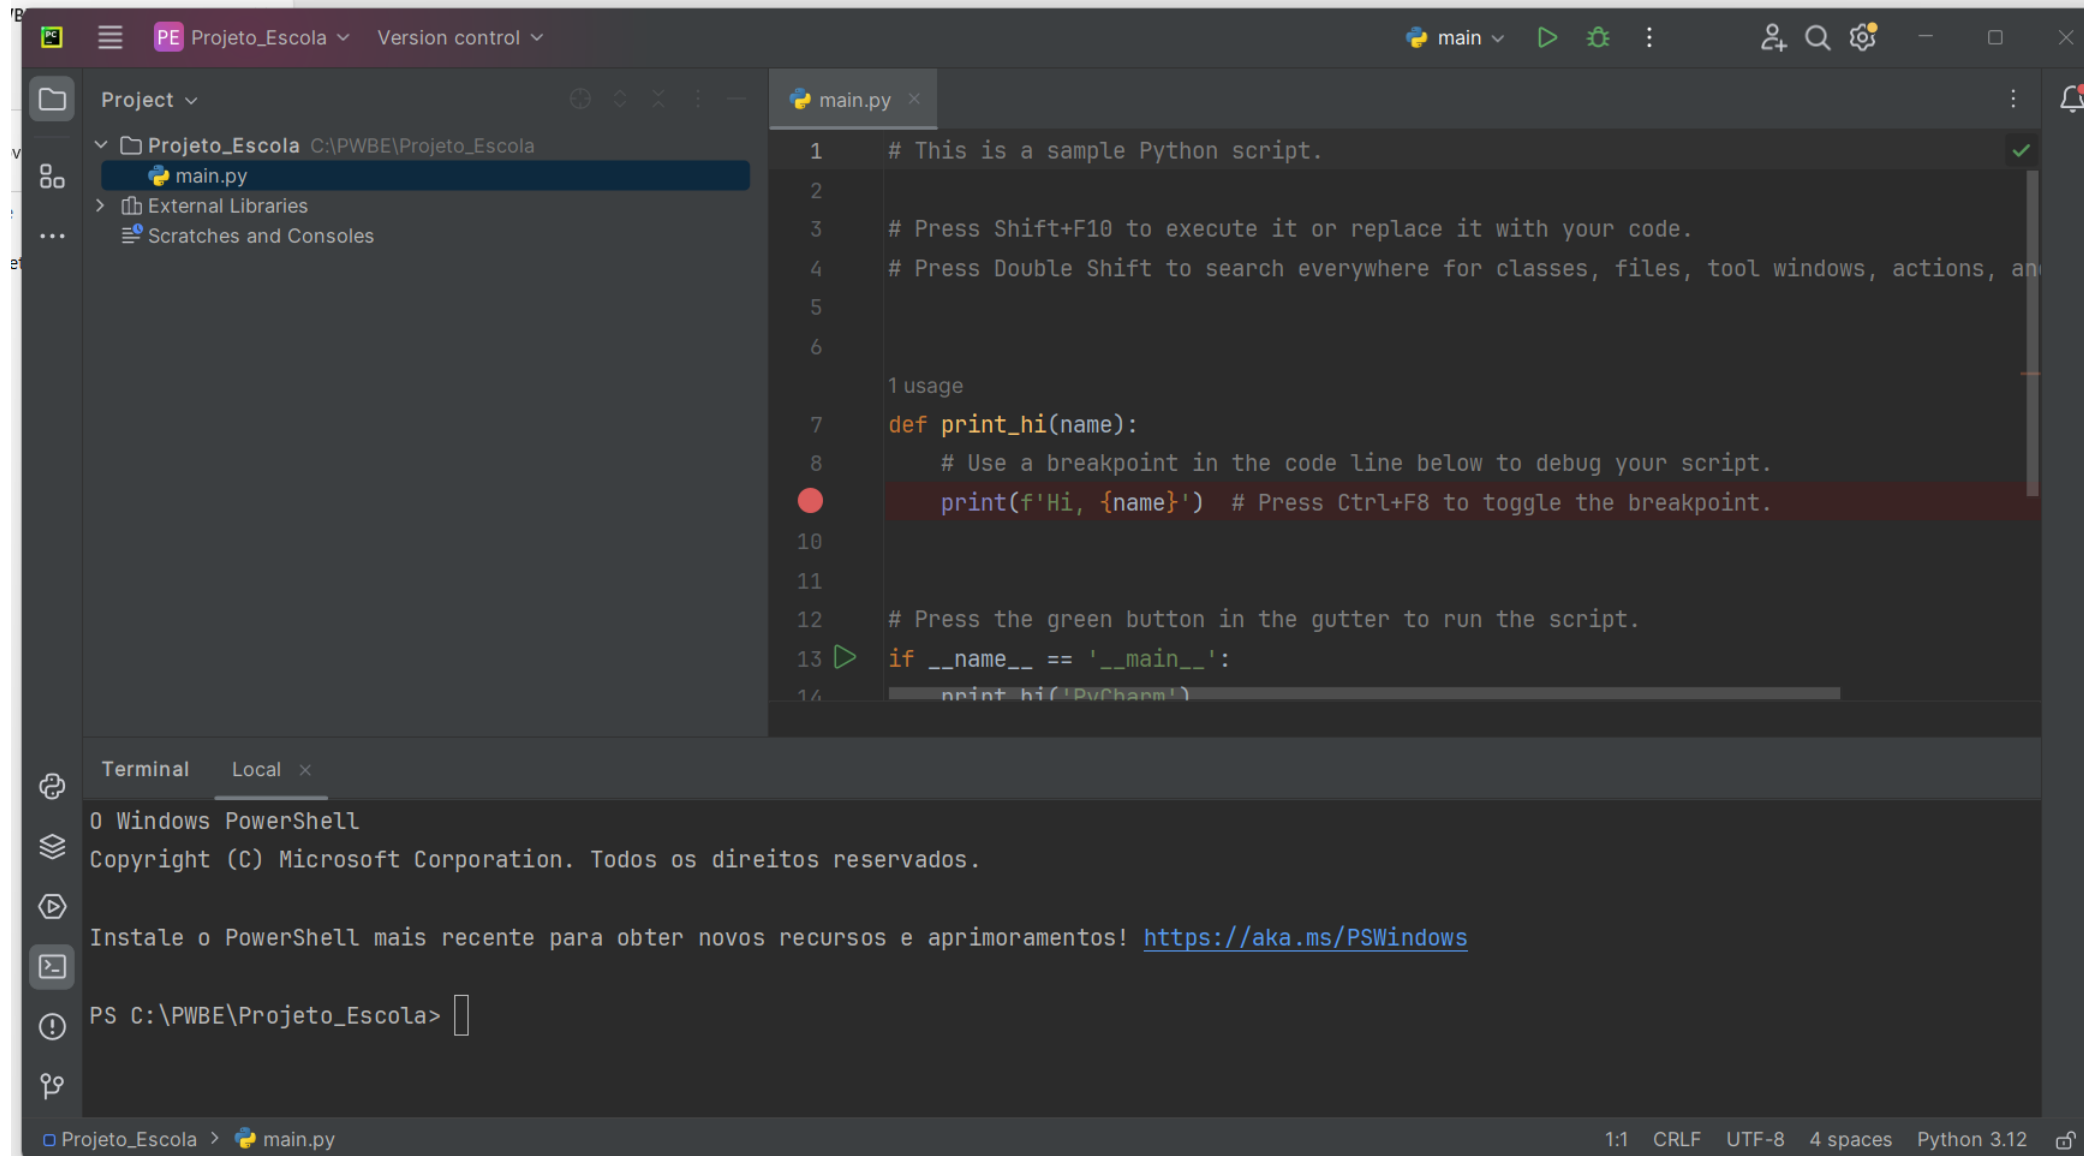 PE Projeto_Escola Version control main
Project
main.py
Projeto_Escola C:\PWBE\Projeto_Escola
main.py
External Libraries
Scratches and Consoles
1 # This is a sample Python script.
2
3 # Press Shift+F10 to execute it or replace it with your code.
4 # Press Double Shift to search everywhere for classes, files, tool windows, actions, an
5
6
1 usage
7 def print_hi(name):
8 # Use a breakpoint in the code line below to debug your script.
print(f'Hi, {name}') # Press Ctrl+F8 to toggle the breakpoint.
10
11
12 # Press the green button in the gutter to run the script.
13 if __name__ == '__main__':
14 print_hi('PyCharm')
Terminal Local
O Windows PowerShell
Copyright (C) Microsoft Corporation. Todos os direitos reservados.
Instale o PowerShell mais recente para obter novos recursos e aprimoramentos! https://aka.ms/PSWindows
PS C:\PWBE\Projeto_Escola>
Projeto_Escola > main.py 1:1 CRLF UTF-8 4 spaces Python 3.12